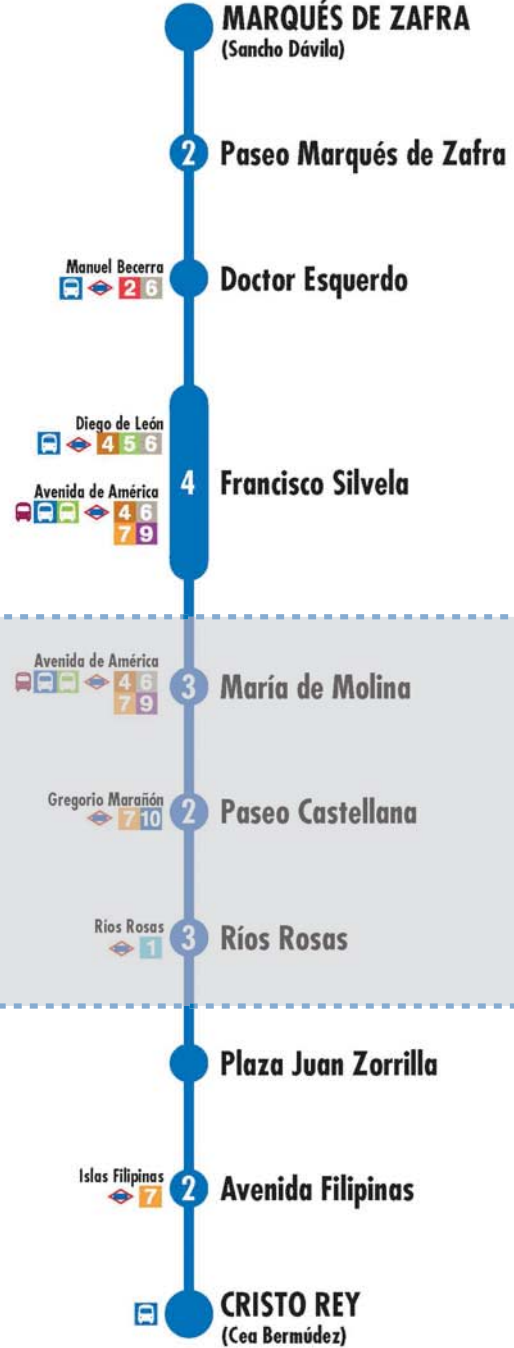 MARQUÉS DE ZAFRA
(Sancho Dávila)
2 Paseo Marqués de Zafra
Manuel Becerra
2 6
Doctor Esquerdo
Diego de León
4 5 6
Avenida de América
4 6
7 9
4 Francisco Silvela
Avenida de América
4 6
7 9
3 María de Molina
Gregorio Marañón
7 10
2 Paseo Castellana
Ríos Rosas
1
3 Ríos Rosas
Plaza Juan Zorrilla
Islas Filipinas
7
2 Avenida Filipinas
CRISTO REY
(Cea Bermúdez)